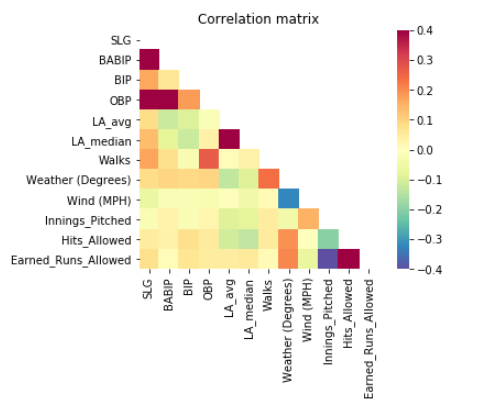 Correlation matrix
SLG
BABIP
BIP
OBP
LA_avg
LA_median
Walks
Weather (Degrees)
Wind (MPH)
Innings_Pitched
Hits_Allowed
Earned_Runs_Allowed
SLG
BABIP
BIP
OBP
LA_avg
LA_median
Walks
Weather (Degrees)
Wind (MPH)
Innings_Pitched
Hits_Allowed
Earned_Runs_Allowed
0.4
0.3
0.2
0.1
0.0
−0.1
−0.2
−0.3
−0.4